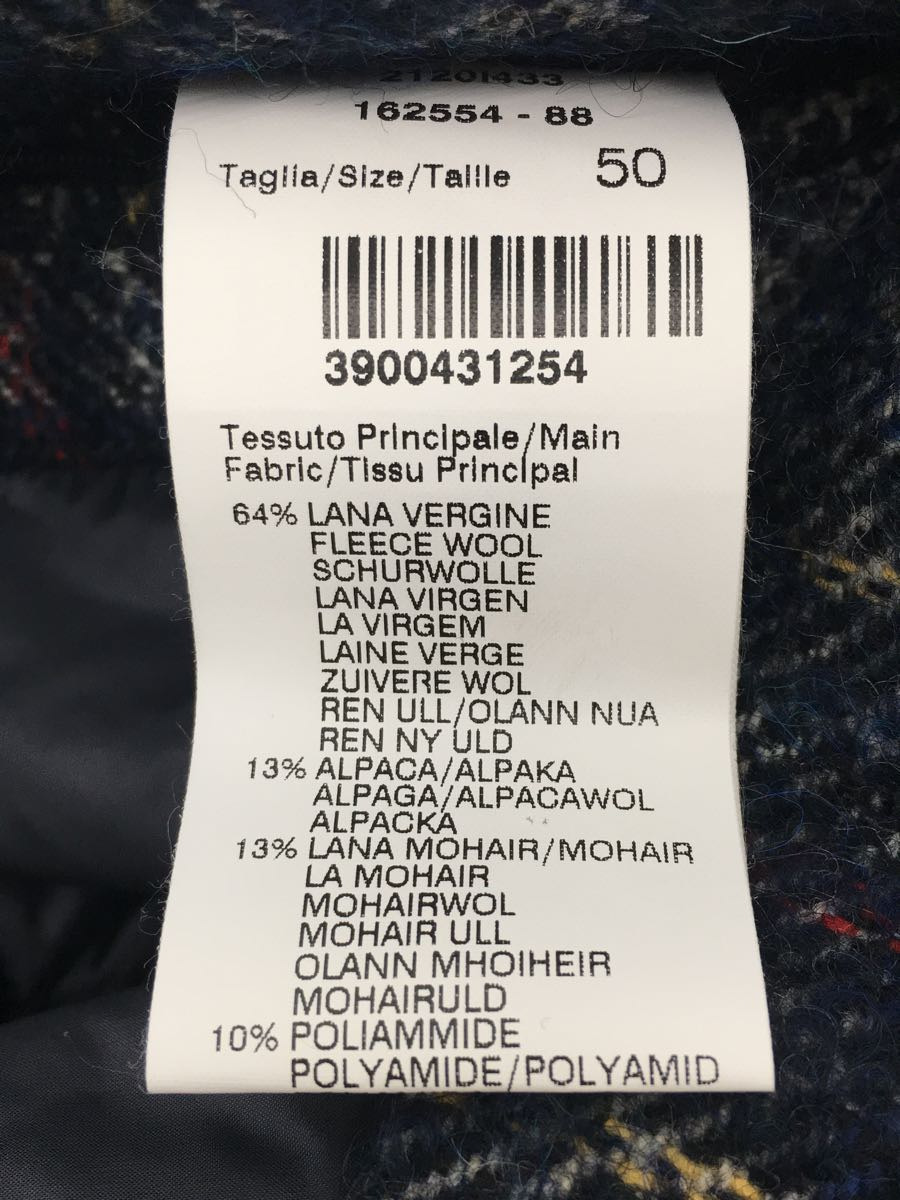 21201433
162554 - 88
Taglia/Size/Taille 50
3900431254
Tessuto Principale/Main
Fabric/Tissu Principal
64% LANA VERGINE
FLEECE WOOL
SCHURWOLLE
LANA VIRGEN
LA VIRGEM
LAINE VERGE
ZUIVERE WOL
REN ULL/OLANN NUA
REN NY ULD
13% ALPACA/ALPAKA
ALPAGA/ALPACAWOL
ALPACKA
13% LANA MOHAIR/MOHAIR
LA MOHAIR
MOHAIRWOL
MOHAIR ULL
OLANN MHOIHEIR
MOHAIRULD
10% POLIAMMIDE
POLYAMIDE/POLYAMID